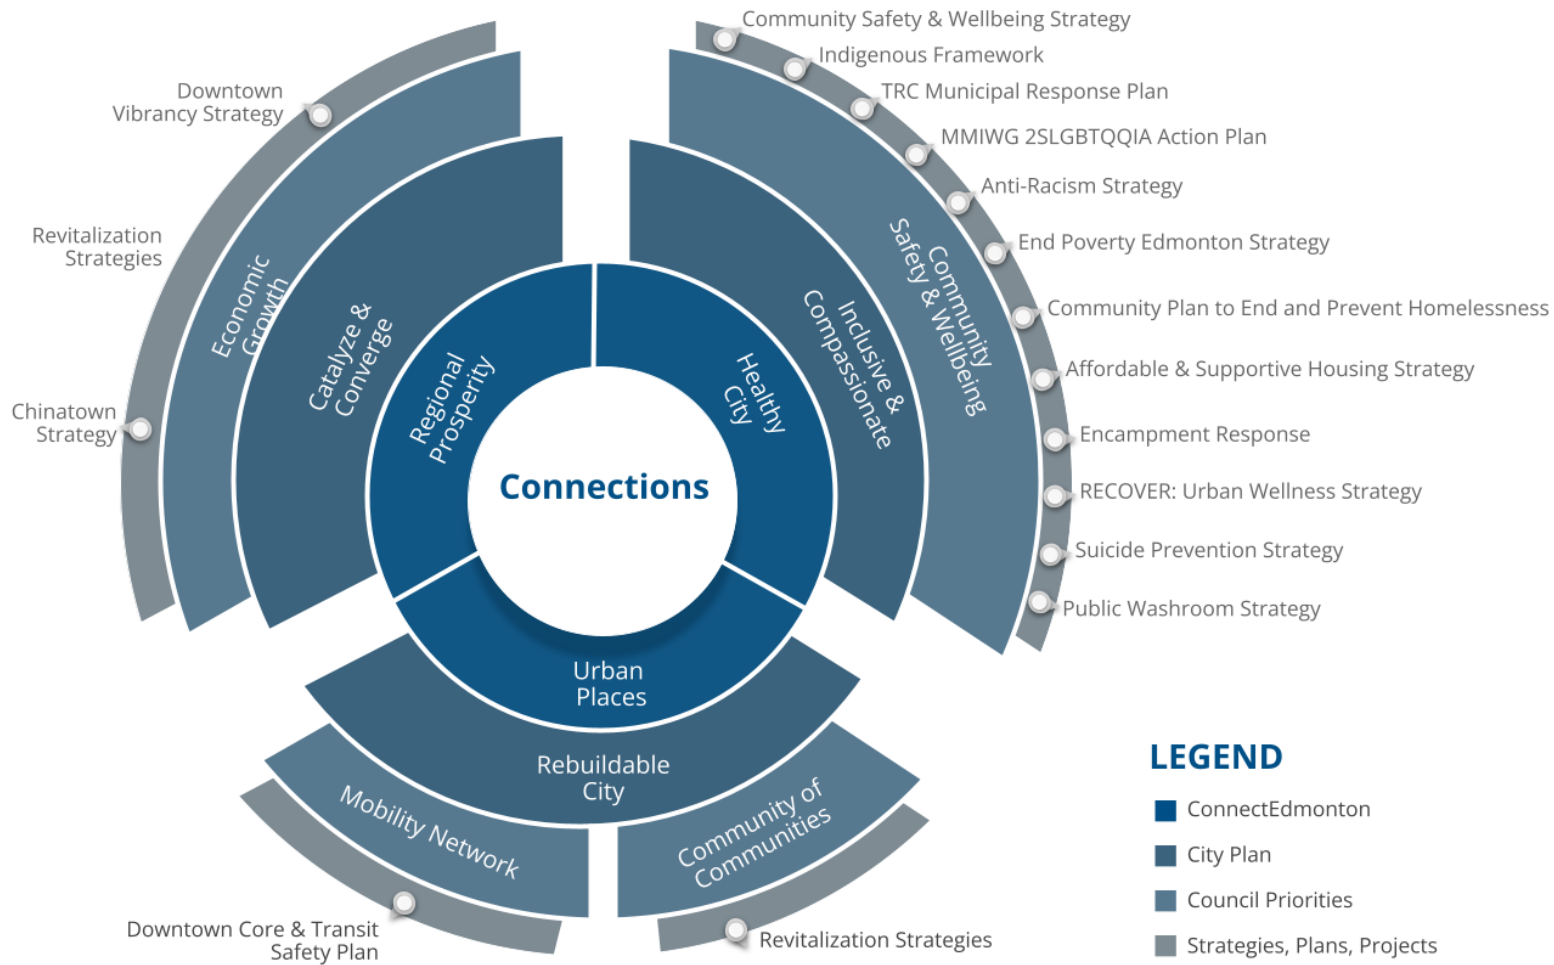 Community Safety & Wellbeing Strategy
Indigenous Framework
TRC Municipal Response Plan
MMIWG 2SLGBTQQIA Action Plan
Anti-Racism Strategy
End Poverty Edmonton Strategy
Community Plan to End and Prevent Homelessness
Affordable & Supportive Housing Strategy
Encampment Response
RECOVER: Urban Wellness Strategy
Suicide Prevention Strategy
Public Washroom Strategy
Downtown
Vibrancy Strategy
Revitalization
Strategies
Chinatown
Strategy
Economic
Growth
Catalyze &
Converge
Regional
Prosperity
Healthy
City
Inclusive &
Compassionate
Community
Safety & Wellbeing
Connections
Urban
Places
Rebuildable
City
Mobility Network
Community of
Communities
Downtown Core & Transit
Safety Plan
Revitalization Strategies
LEGEND
ConnectEdmonton
City Plan
Council Priorities
Strategies, Plans, Projects